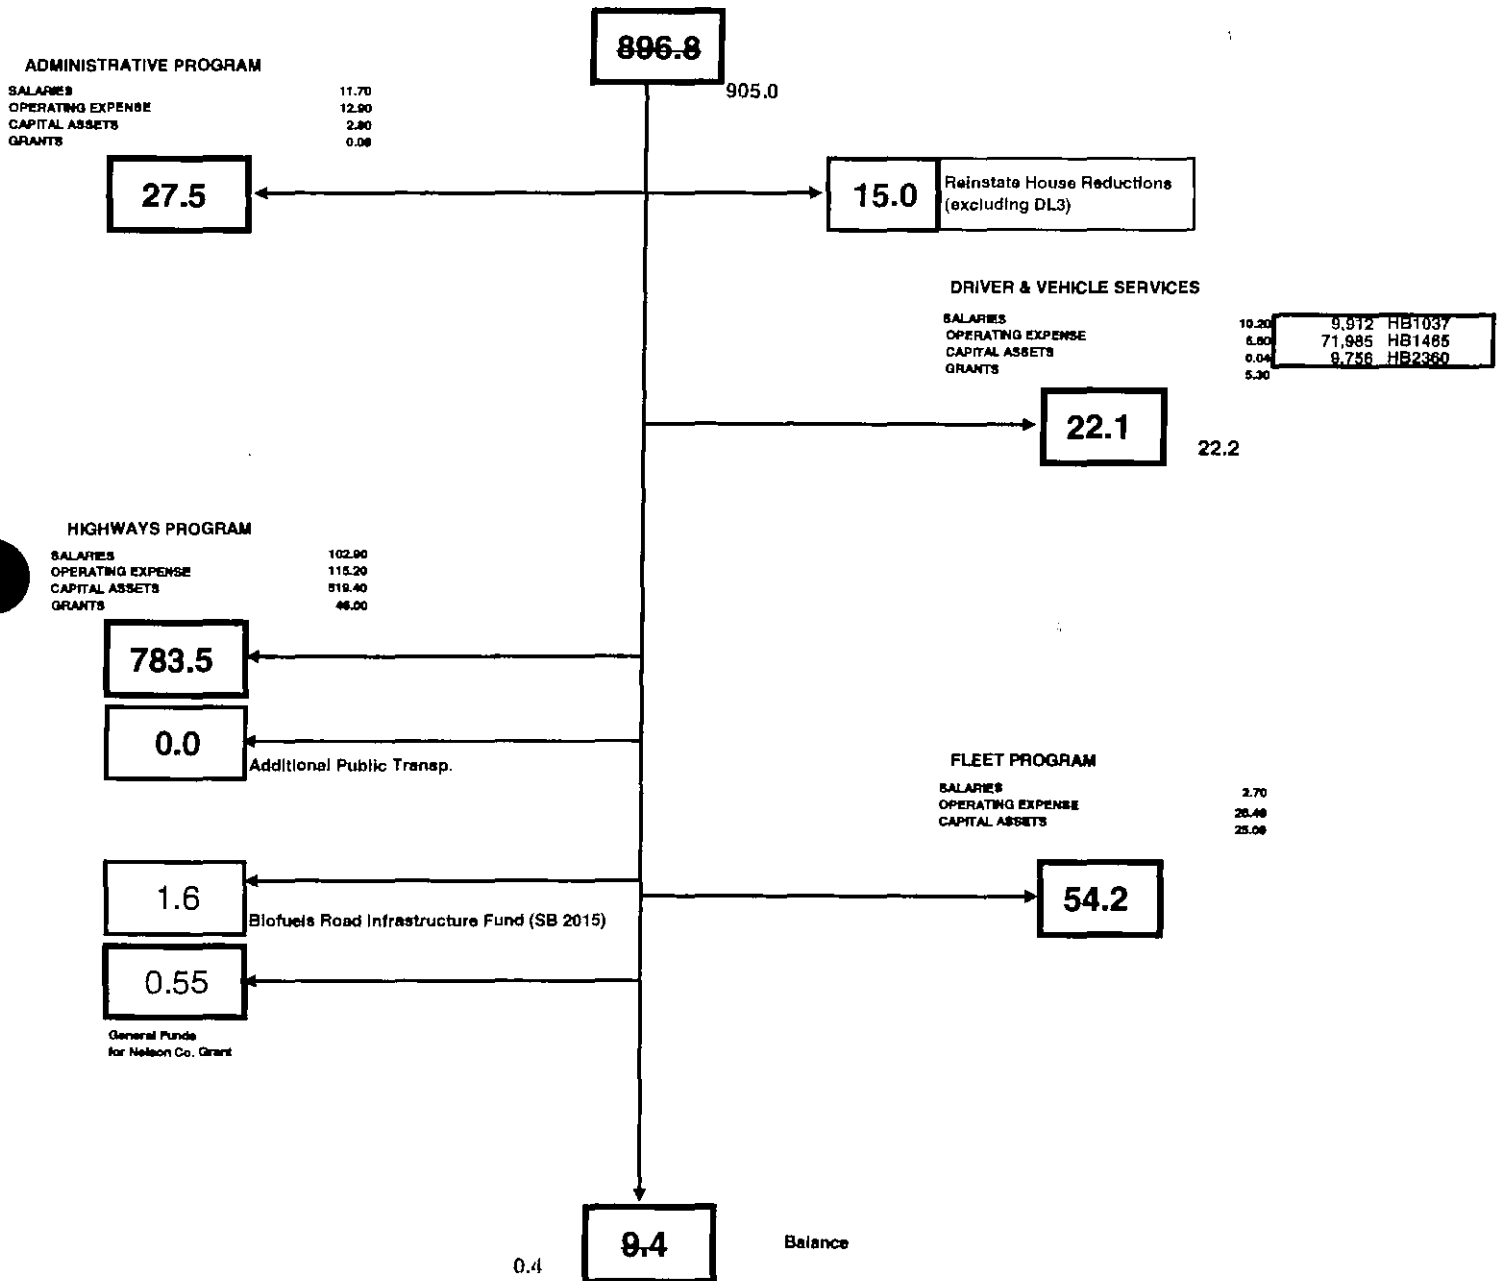 896.8
905.0
ADMINISTRATIVE PROGRAM
SALARIES 11.70
OPERATING EXPENSE 12.90
CAPITAL ASSETS 2.80
GRANTS 0.08
27.5
15.0 Reinstate House Reductions
(excluding DL3)
DRIVER & VEHICLE SERVICES
SALARIES 10.20 9,912 HB1037
OPERATING EXPENSE 6.60 71,985 HB1465
CAPITAL ASSETS 0.04 9,756 HB2360
GRANTS 5.30
22.1
22.2
HIGHWAYS PROGRAM
SALARIES 102.90
OPERATING EXPENSE 115.20
CAPITAL ASSETS 519.40
GRANTS 46.00
783.5
0.0
Additional Public Transp.
FLEET PROGRAM
SALARIES 2.70
OPERATING EXPENSE 26.40
CAPITAL ASSETS 25.09
1.6
Biofuels Road Infrastructure Fund (SB 2015)
54.2
0.55
General Funds
for Nelson Co. Grant
9.4
Balance
0.4